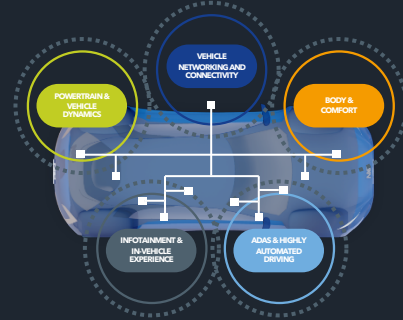 VEHICLE
NETWORKING AND
CONNECTIVITY
POWERTRAIN &
VEHICLE
DYNAMICS
BODY &
COMFORT
INFOTAINMENT &
IN-VEHICLE
EXPERIENCE
ADAS & HIGHLY
AUTOMATED
DRIVING